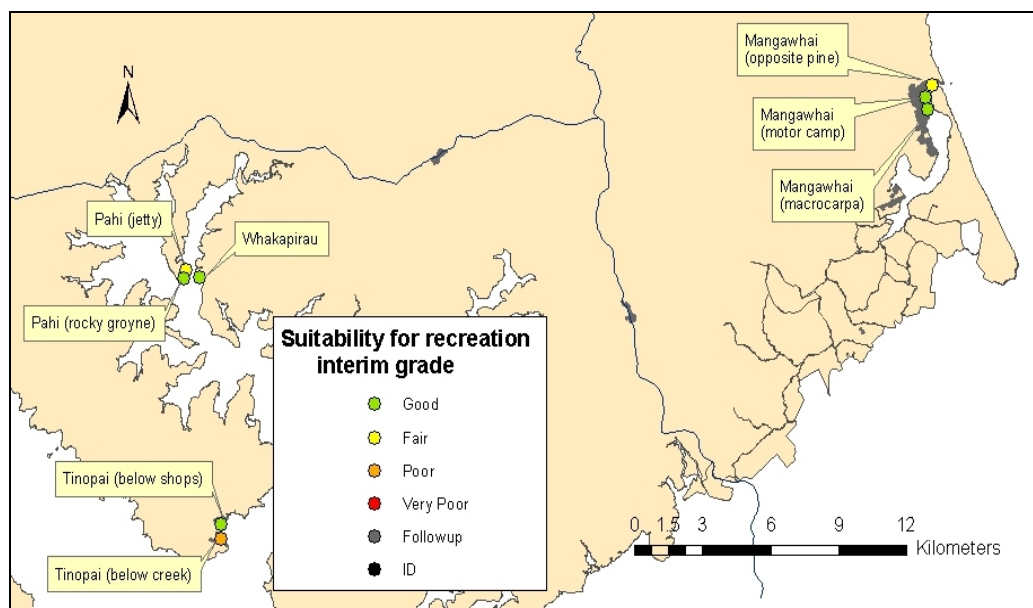 Mangawhai
(opposite pine)
N
Mangawhai
(motor camp)
Mangawhai
(macrocarpa)
Pahi (jetty)
Whakapirau
Pahi (rocky groyne)
Suitability for recreation
interim grade
Good
Fair
Poor
Very Poor
Followup
ID
Tinopai (below shops)
Tinopai (below creek)
0 1.5 3 6 9 12
Kilometers